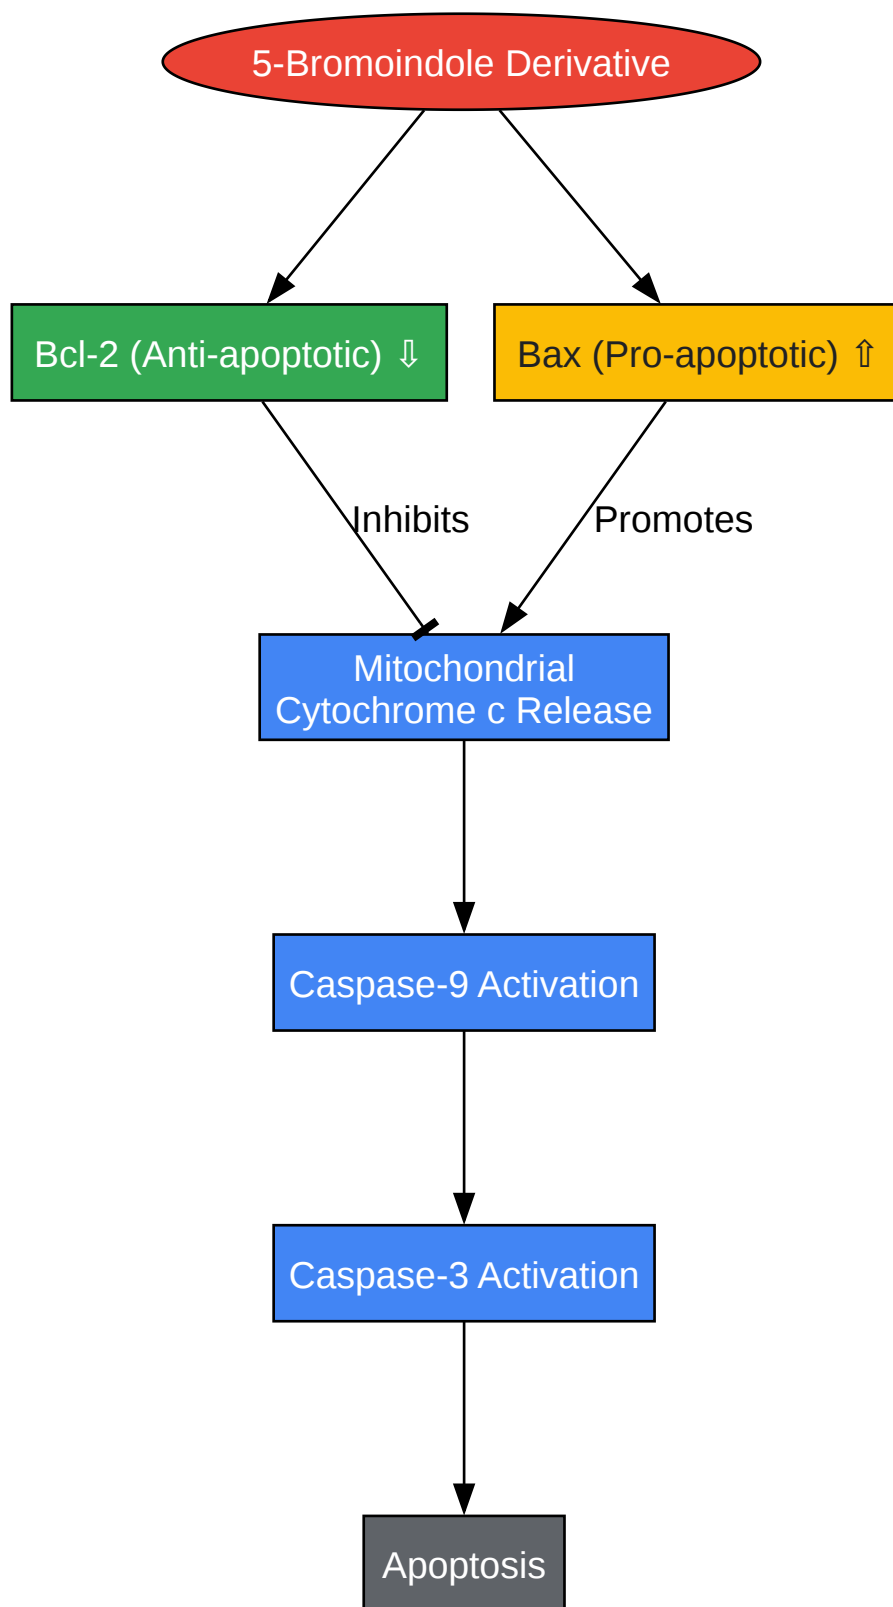 5-Bromoindole Derivative
Bcl-2 (Anti-apoptotic) ⇩
Bax (Pro-apoptotic) ⇧
Inhibits
Promotes
Mitochondrial
Cytochrome c Release
Caspase-9 Activation
Caspase-3 Activation
Apoptosis